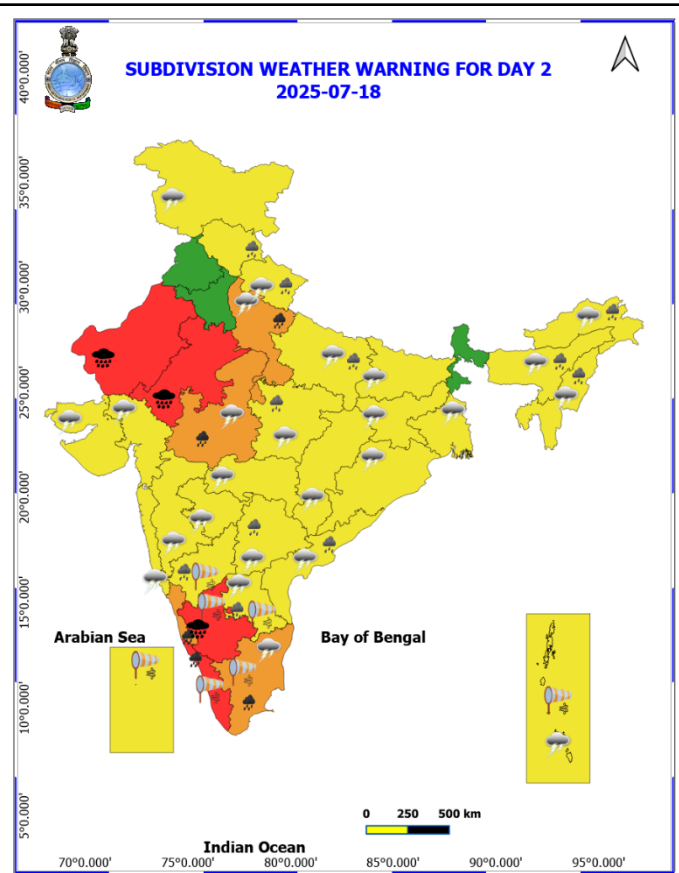 SUBDIVISION WEATHER WARNING FOR DAY 2
2025-07-18
40°0.000'
35°0.000'
30°0.000'
25°0.000'
20°0.000'
15°0.000'
Arabian Sea
Bay of Bengal
10°0.000'
5°0.000'
0 250 500 km
Indian Ocean
70°0.000' 75°0.000' 80°0.000' 85°0.000' 90°0.000' 95°0.000'